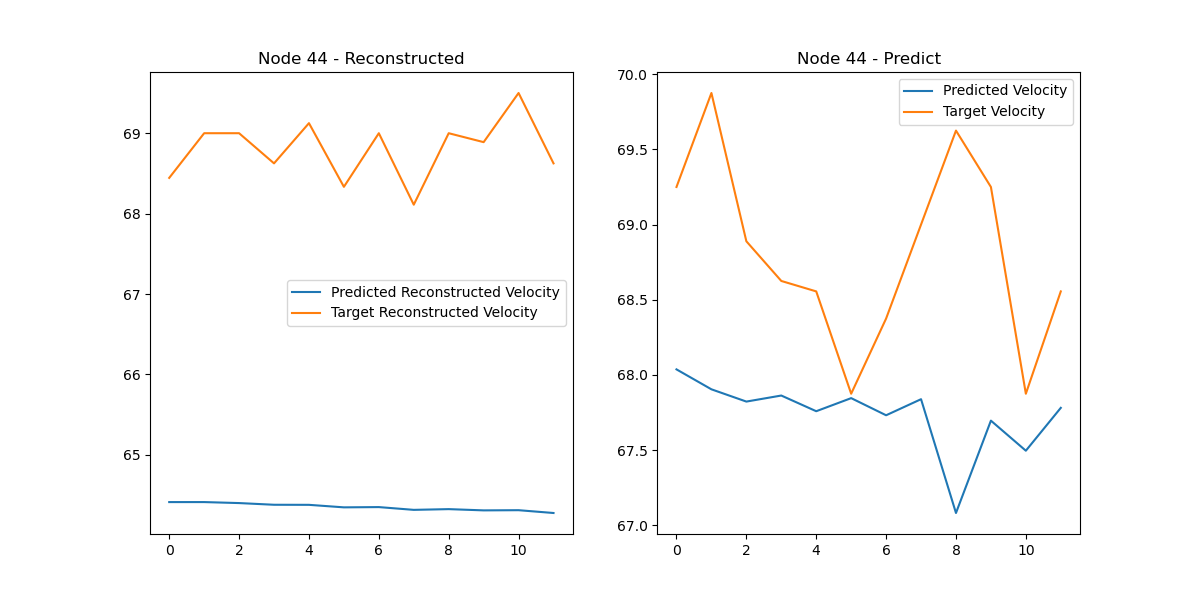 Node 44 - Reconstructed
69
68
67
66
65
0 2 4 6 8 10
Predicted Reconstructed Velocity
Target Reconstructed Velocity
Node 44 - Predict
70.0
69.5
69.0
68.5
68.0
67.5
67.0
0 2 4 6 8 10
Predicted Velocity
Target Velocity